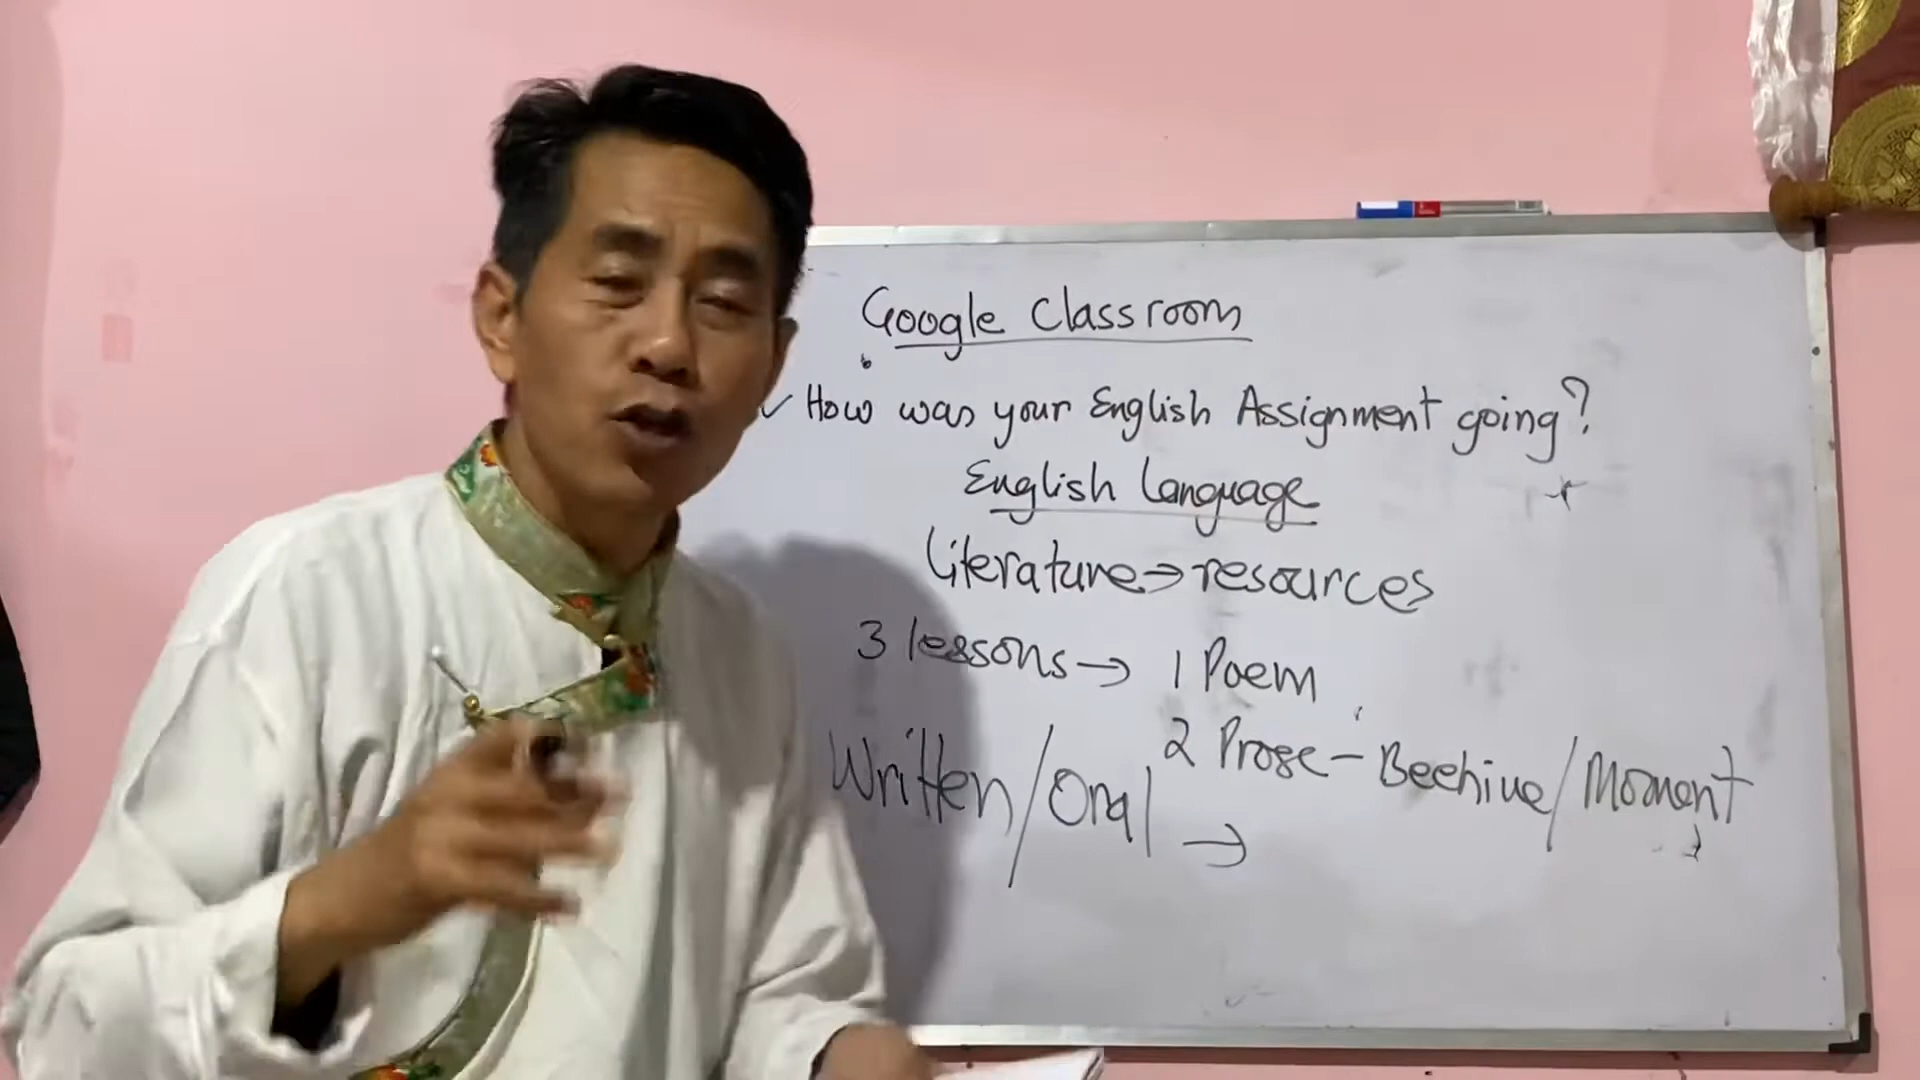 Google Classroom
✓ How was your English Assignment going?
English Language
Literature → resources
3 lessons → 1 Poem
2 Prose - Beehive/Moment
Written/Oral →